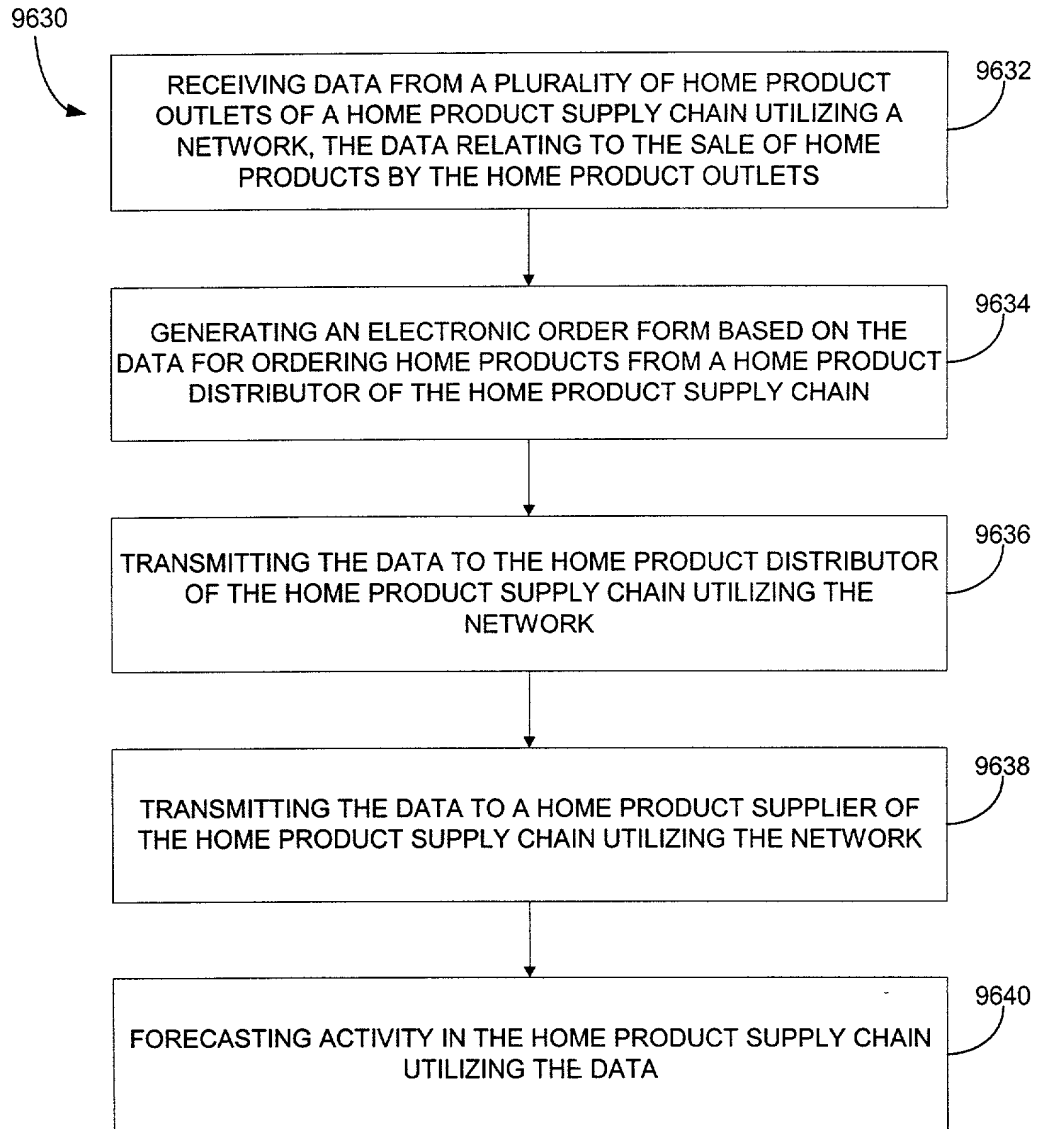 9630
RECEIVING DATA FROM A PLURALITY OF HOME PRODUCT
OUTLETS OF A HOME PRODUCT SUPPLY CHAIN UTILIZING A
NETWORK, THE DATA RELATING TO THE SALE OF HOME
PRODUCTS BY THE HOME PRODUCT OUTLETS
9632
GENERATING AN ELECTRONIC ORDER FORM BASED ON THE
DATA FOR ORDERING HOME PRODUCTS FROM A HOME PRODUCT
DISTRIBUTOR OF THE HOME PRODUCT SUPPLY CHAIN
9634
TRANSMITTING THE DATA TO THE HOME PRODUCT DISTRIBUTOR
OF THE HOME PRODUCT SUPPLY CHAIN UTILIZING THE
NETWORK
9636
TRANSMITTING THE DATA TO A HOME PRODUCT SUPPLIER OF
THE HOME PRODUCT SUPPLY CHAIN UTILIZING THE NETWORK
9638
FORECASTING ACTIVITY IN THE HOME PRODUCT SUPPLY CHAIN
UTILIZING THE DATA
9640